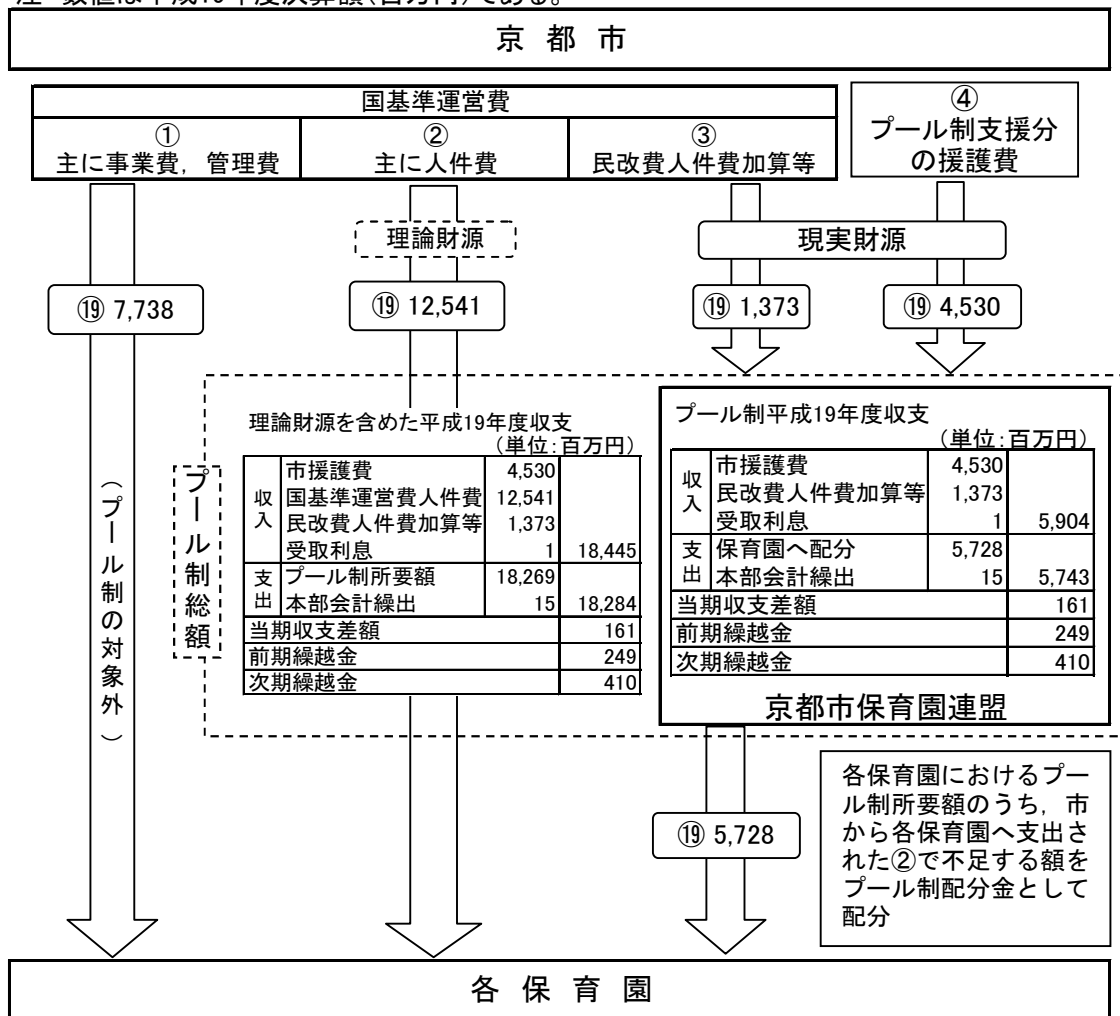 京 都 市
国基準運営費
①
主に事業費，管理費
②
主に人件費
③
民改費人件費加算等
④
プール制支援分
の援護費
理論財源
現実財源
⑲ 7,738
⑲ 12,541
⑲ 1,373
⑲ 4,530
（プール制の対象外）
プール制総額
理論財源を含めた平成19年度収支
（単位：百万円）
収入
市援護費 4,530
国基準運営費人件費 12,541
民改費人件費加算等 1,373
受取利息 1 18,445
支出
プール制所要額 18,269
本部会計繰出 15 18,284
当期収支差額 161
前期繰越金 249
次期繰越金 410
プール制平成19年度収支
（単位：百万円）
収入
市援護費 4,530
民改費人件費加算等 1,373
受取利息 1 5,904
支出
保育園へ配分 5,728
本部会計繰出 15 5,743
当期収支差額 161
前期繰越金 249
次期繰越金 410
京都市保育園連盟
⑲ 5,728
各保育園におけるプー
ル制所要額のうち，市
から各保育園へ支出さ
れた②で不足する額を
プール制配分金として
配分
各 保 育 園